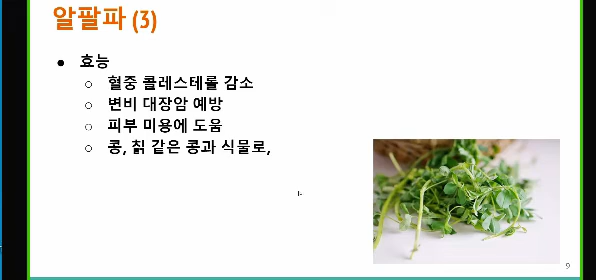 알팔파 (3)
● 효능
○ 혈중 콜레스테롤 감소
○ 변비 대장암 예방
○ 피부 미용에 도움
○ 콩, 칡 같은 콩과 식물로,
9